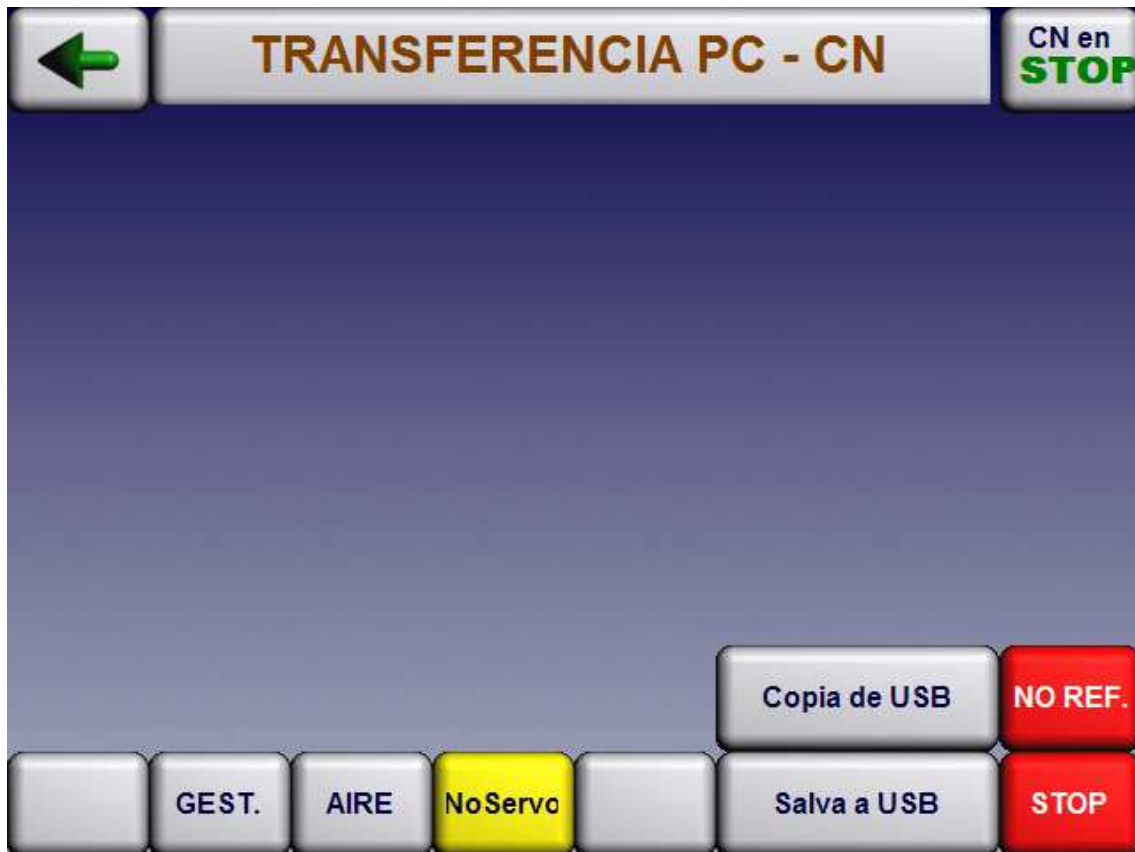 TRANSFERENCIA PC - CN
CN en
STOP
Copia de USB
NO REF.
GEST.
AIRE
NoServo
Salva a USB
STOP